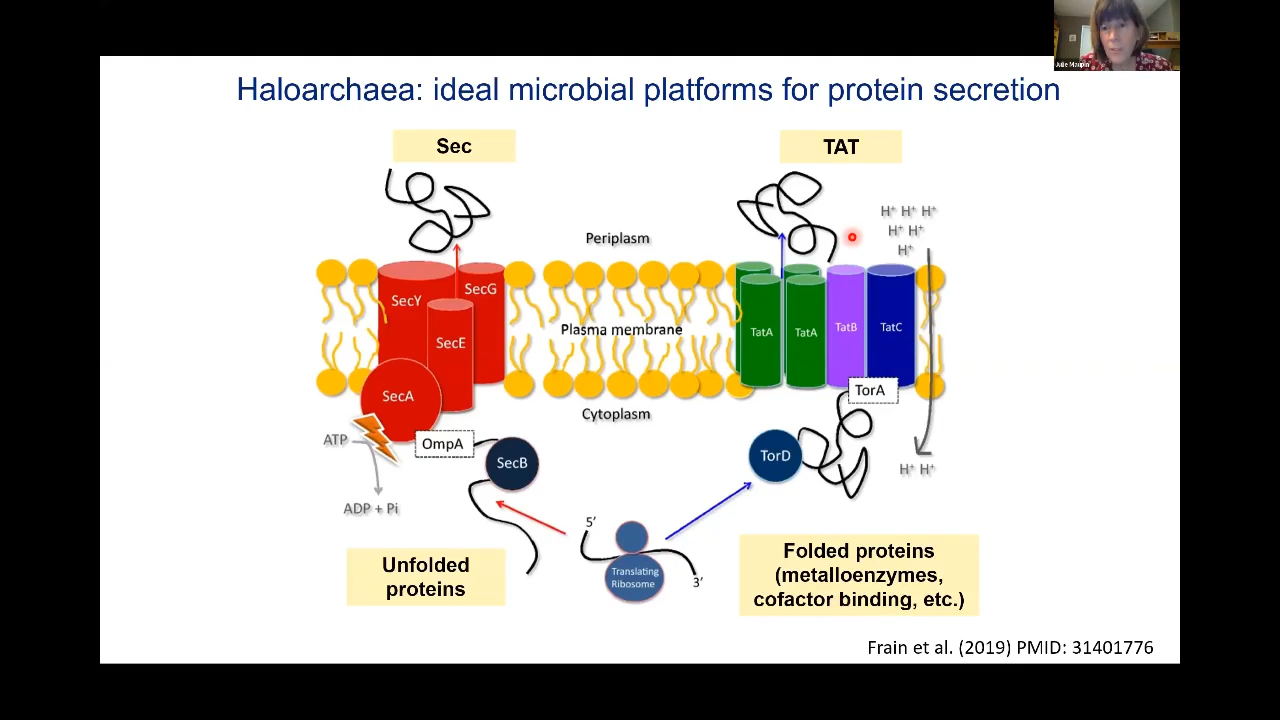 Julie Maupin
Haloarchaea: ideal microbial platforms for protein secretion
Sec
TAT
H⁺ H⁺ H⁺
H⁺ H⁺
H⁺
Periplasm
SecY
SecG
SecE
Plasma membrane
TatA
TatA
TatB
TatC
SecA
TorA
Cytoplasm
ATP
OmpA
SecB
TorD
H⁺ H⁺
ADP + Pi
5’
Translating
Ribosome
3’
Unfolded
proteins
Folded proteins
(metalloenzymes,
cofactor binding, etc.)
Frain et al. (2019) PMID: 31401776